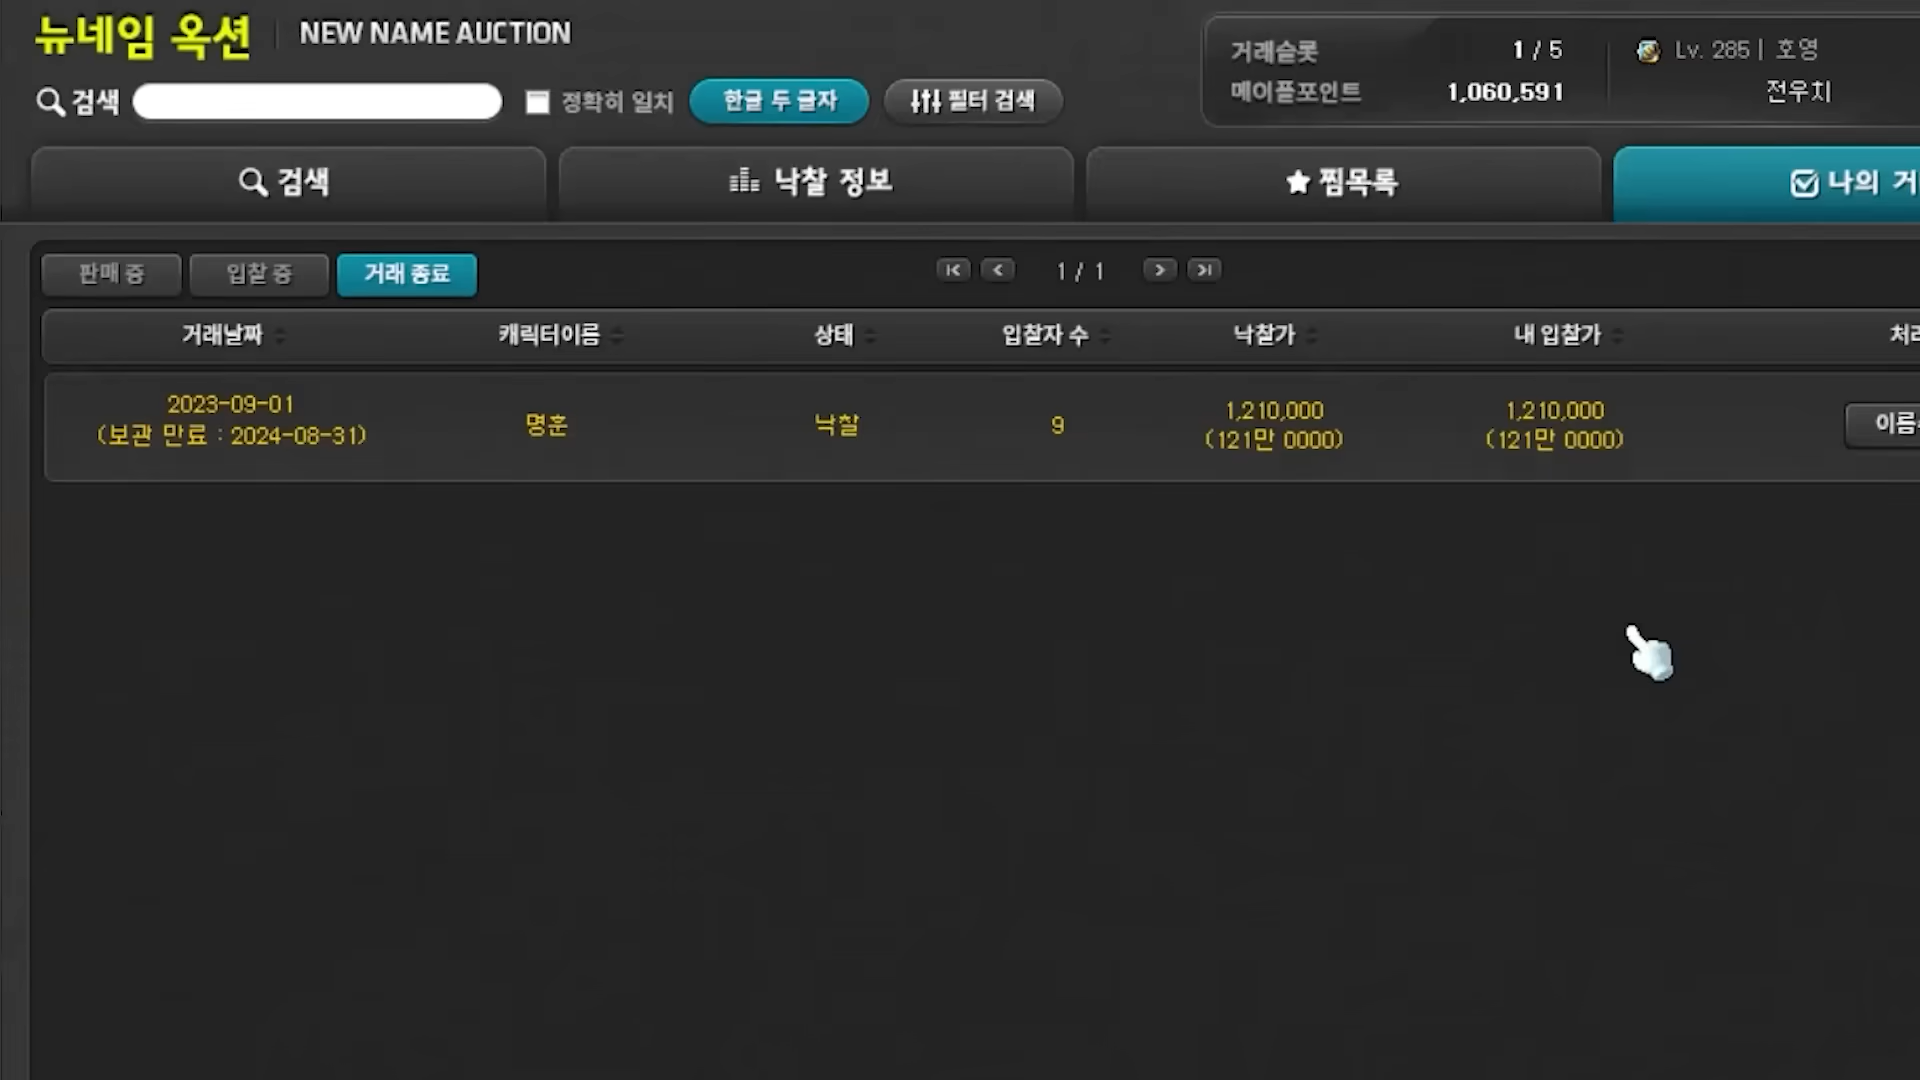 뉴네임 옥션 NEW NAME AUCTION
거래슬롯 1 / 5
Lv. 285 | 호영
검색 정확히 일치 한글 두 글자 필터 검색
메이플포인트 1,060,591
전우치
검색 낙찰 정보 찜목록 나의
판매 중 입찰 중 거래 종료 1 / 1
거래날짜 캐릭터이름 상태 입찰자 수 낙찰가 내 입찰가
2023-09-01
(보관 만료 : 2024-08-31)
명훈 낙찰 9
1,210,000
(121만 0000)
1,210,000
(121만 0000)
이름